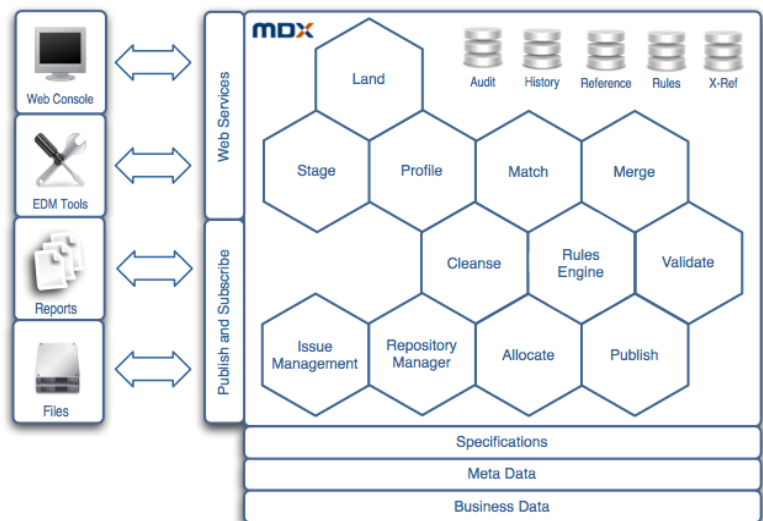 MDX
Web Console
EDM Tools
Reports
Files
Web Services
Publish and Subscribe
Audit
History
Reference
Rules
X-Ref
Land
Stage
Profile
Match
Merge
Cleanse
Rules
Engine
Validate
Issue
Management
Repository
Manager
Allocate
Publish
Specifications
Meta Data
Business Data